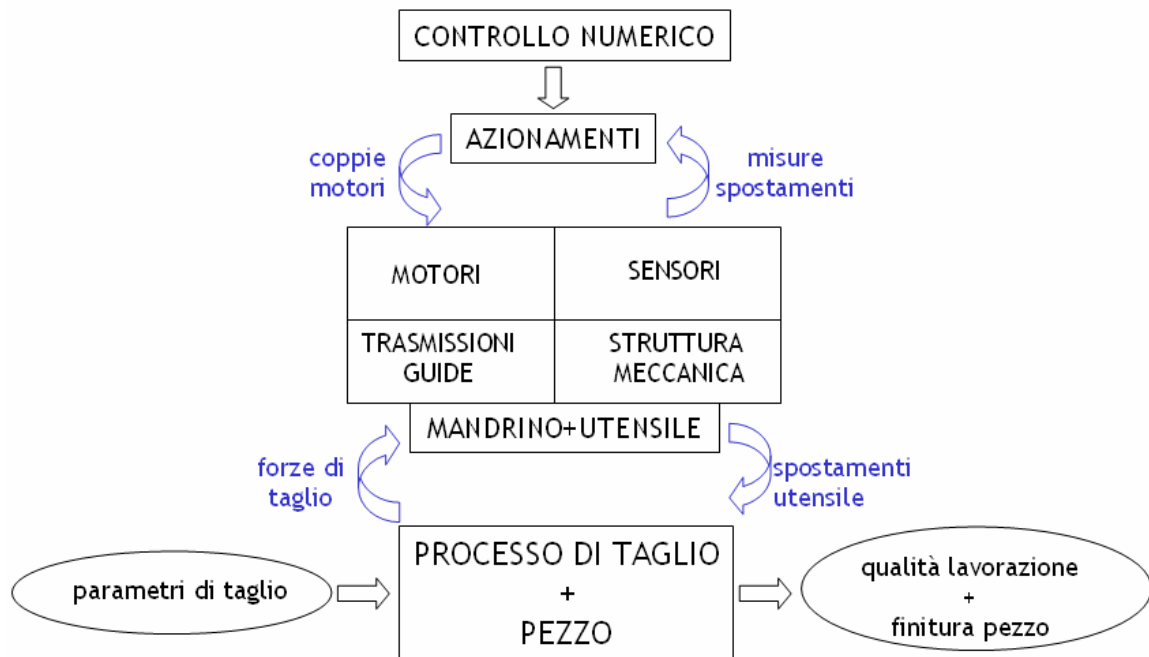 CONTROLLO NUMERICO
AZIONAMENTI
coppie
motori
misure
spostamenti
MOTORI
SENSORI
TRASMISSIONI
GUIDE
STRUTTURA
MECCANICA
MANDRINO+UTENSILE
forze di
taglio
spostamenti
utensile
parametri di taglio
PROCESSO DI TAGLIO
+
PEZZO
qualità lavorazione
+
finitura pezzo